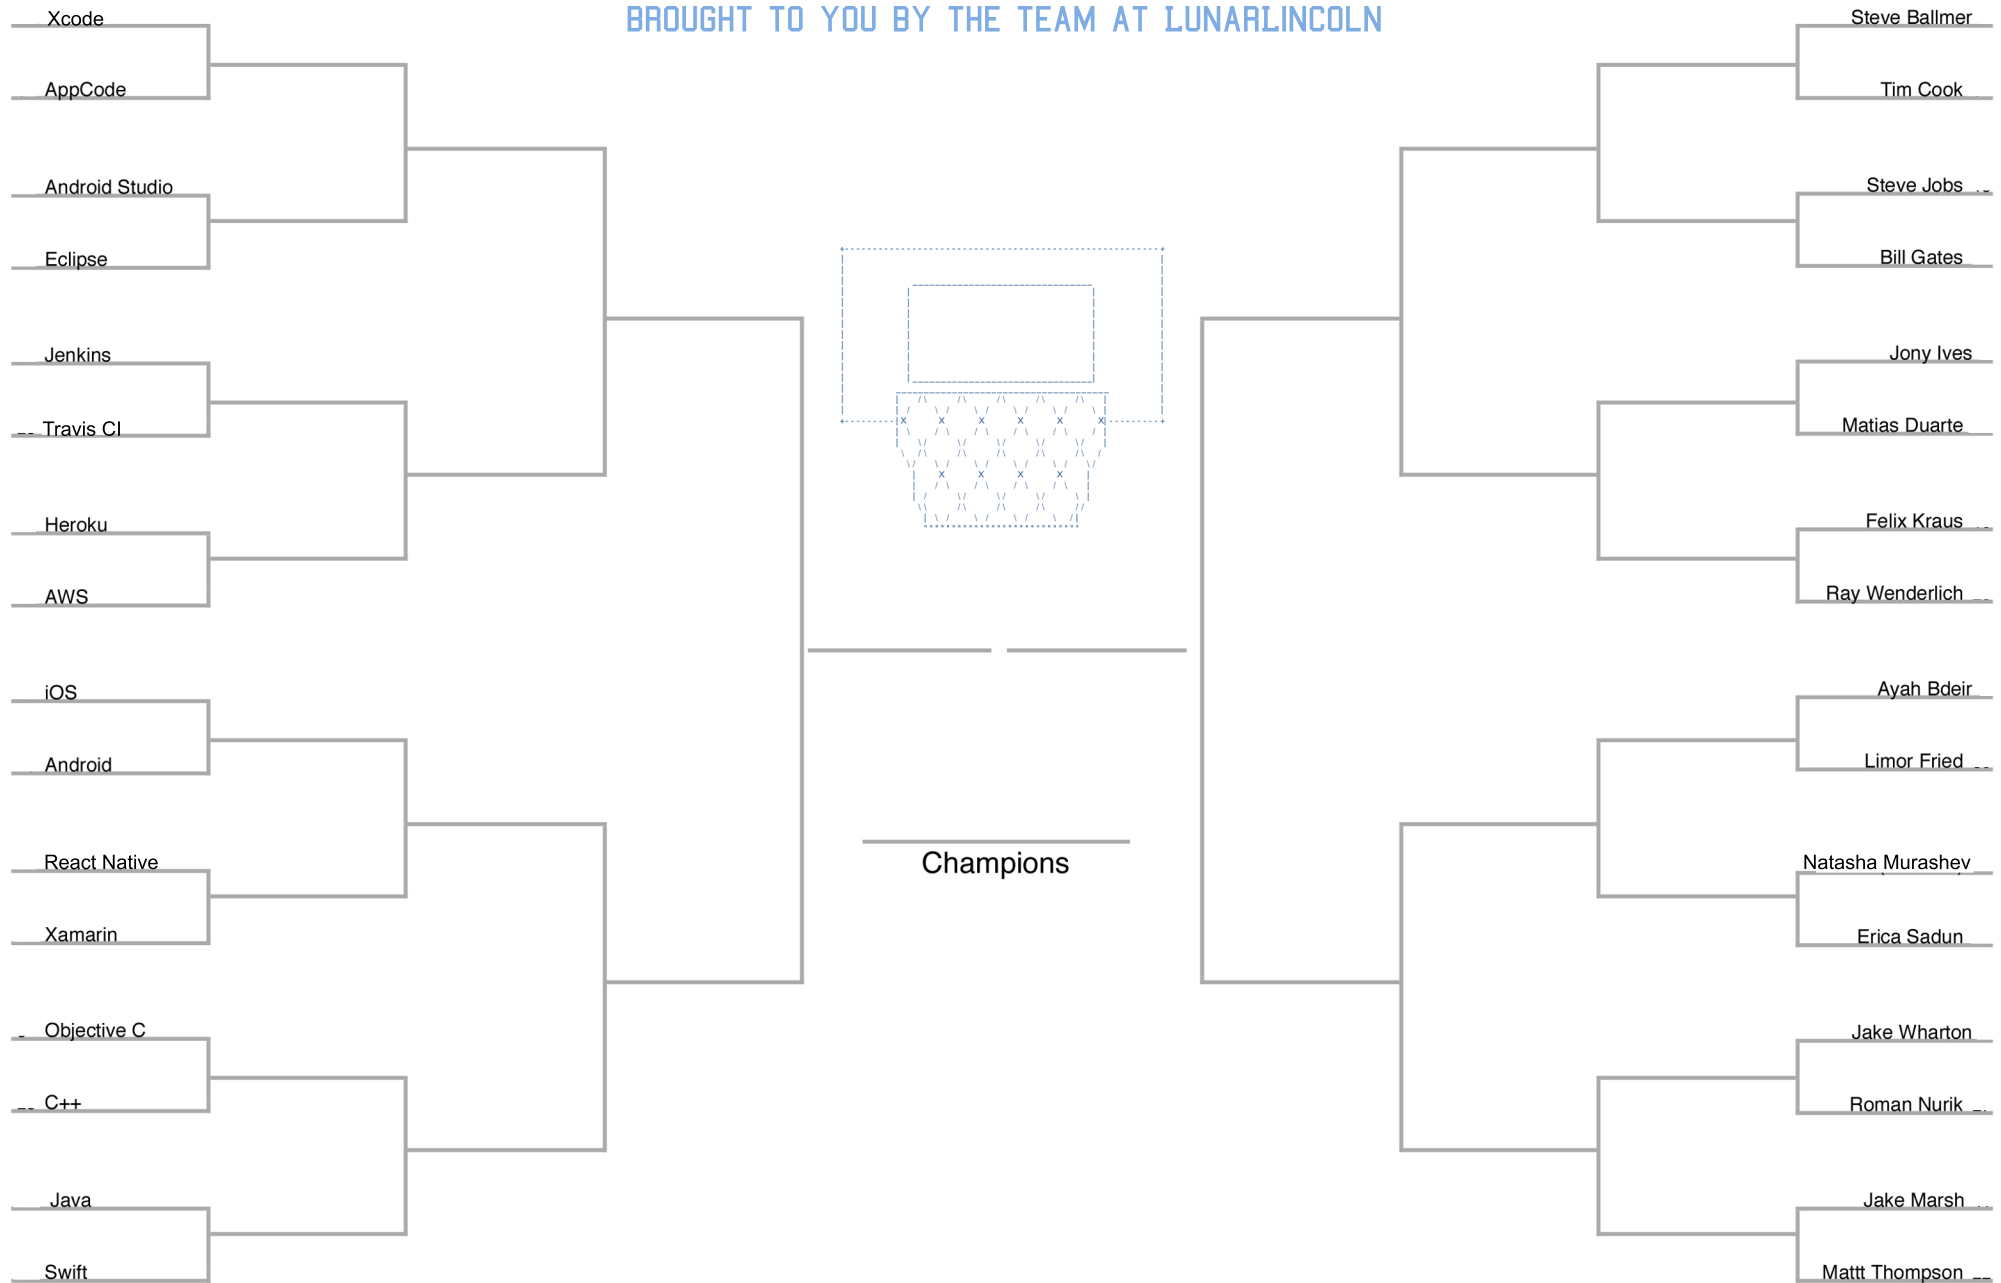 BROUGHT TO YOU BY THE TEAM AT LUNARLINCOLN
Xcode
AppCode
Android Studio
Eclipse
Jenkins
Travis CI
Heroku
AWS
iOS
Android
React Native
Xamarin
Objective C
C++
Java
Swift
Champions
Steve Ballmer
Tim Cook
Steve Jobs
Bill Gates
Jony Ives
Matias Duarte
Felix Kraus
Ray Wenderlich
Ayah Bdeir
Limor Fried
Natasha Murashev
Erica Sadun
Jake Wharton
Roman Nurik
Jake Marsh
Mattt Thompson